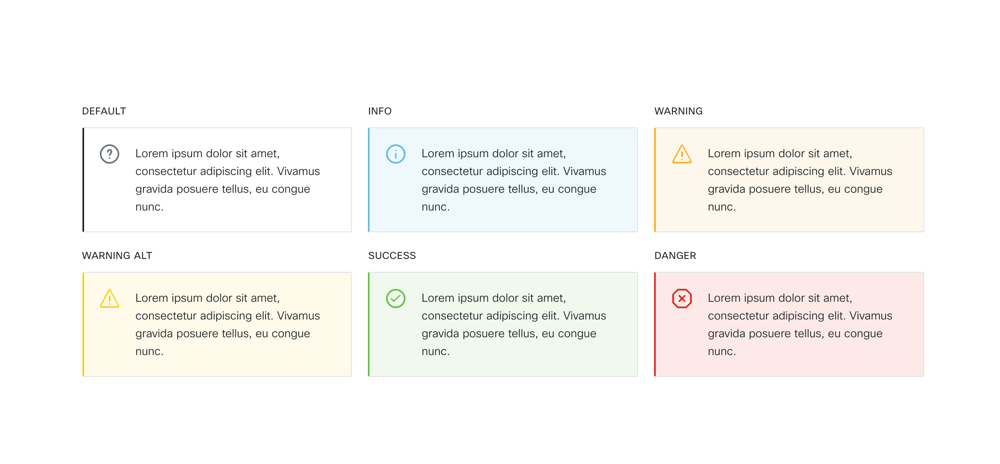 DEFAULT
Lorem ipsum dolor sit amet,
consectetur adipiscing elit. Vivamus
gravida posuere tellus, eu congue
nunc.
INFO
Lorem ipsum dolor sit amet,
consectetur adipiscing elit. Vivamus
gravida posuere tellus, eu congue
nunc.
WARNING
Lorem ipsum dolor sit amet,
consectetur adipiscing elit. Vivamus
gravida posuere tellus, eu congue
nunc.
WARNING ALT
Lorem ipsum dolor sit amet,
consectetur adipiscing elit. Vivamus
gravida posuere tellus, eu congue
nunc.
SUCCESS
Lorem ipsum dolor sit amet,
consectetur adipiscing elit. Vivamus
gravida posuere tellus, eu congue
nunc.
DANGER
Lorem ipsum dolor sit amet,
consectetur adipiscing elit. Vivamus
gravida posuere tellus, eu congue
nunc.